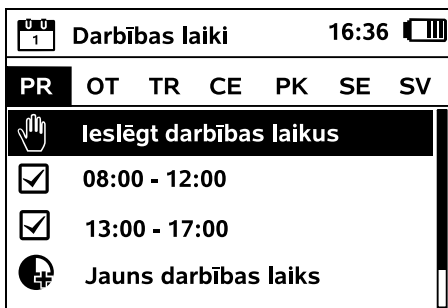 1 Darbības laiki 16:36
PR OT TR CE PK SE SV
Ieslēgt darbības laikus
08:00 - 12:00
13:00 - 17:00
Jauns darbības laiks